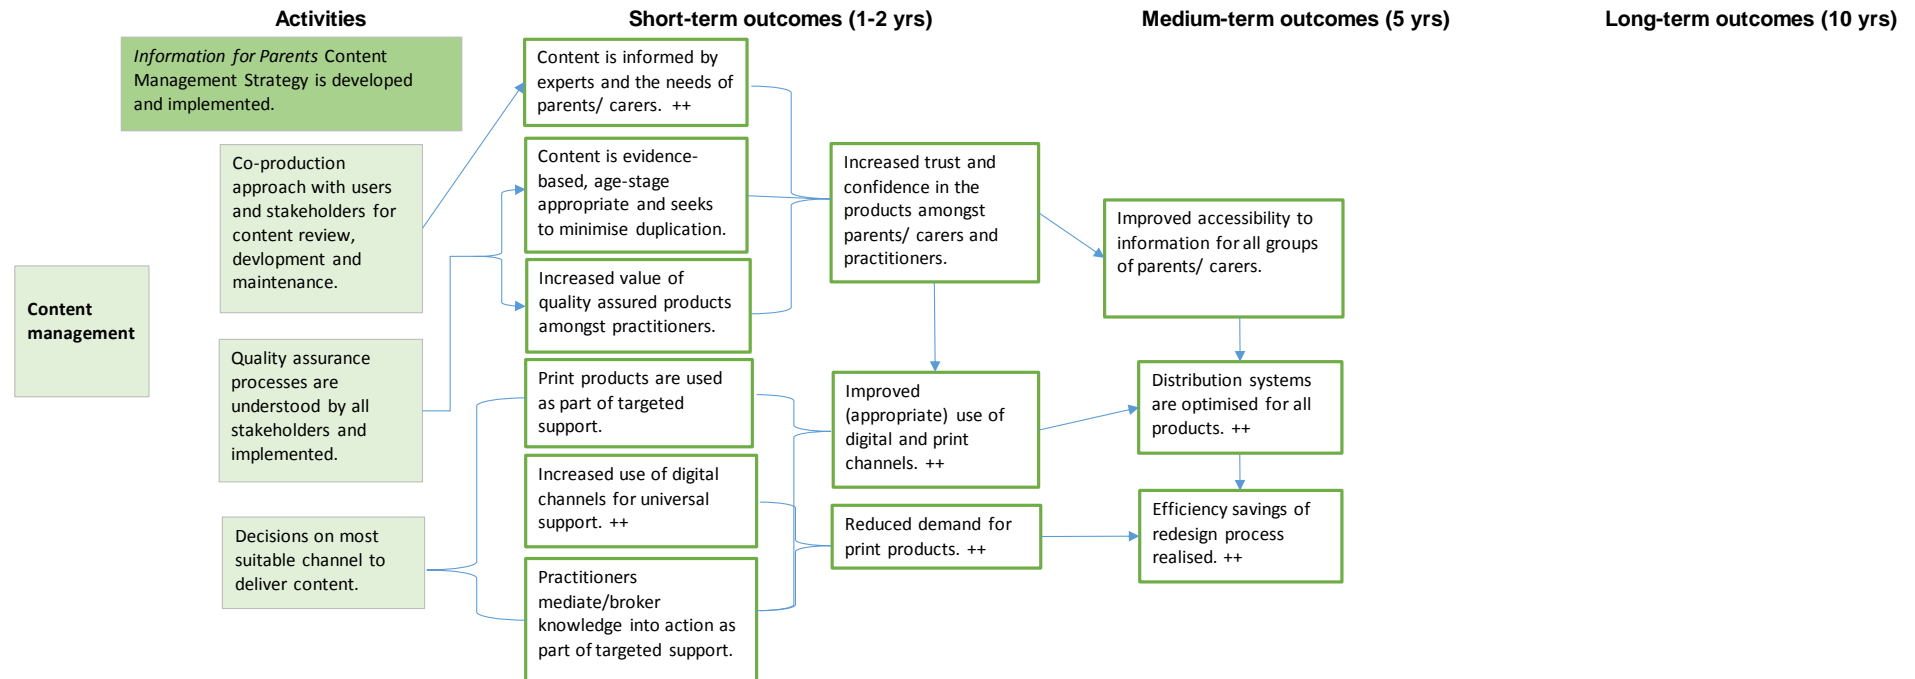 Activities
Short-term outcomes (1-2 yrs)
Medium-term outcomes (5 yrs)
Long-term outcomes (10 yrs)
Information for Parents Content
Management Strategy is developed
and implemented.
Content
management
Co-production
approach with users
and stakeholders for
content review,
devlopment and
maintenance.
Quality assurance
processes are
understood by all
stakeholders and
implemented.
Decisions on most
suitable channel to
deliver content.
Content is informed by
experts and the needs of
parents/ carers. ++
Content is evidence-
based, age-stage
appropriate and seeks
to minimise duplication.
Increased value of
quality assured products
amongst practitioners.
Print products are used
as part of targeted
support.
Increased use of digital
channels for universal
support. ++
Practitioners
mediate/broker
knowledge into action as
part of targeted support.
Increased trust and
confidence in the
products amongst
parents/ carers and
practitioners.
Improved
(appropriate) use of
digital and print
channels. ++
Reduced demand for
print products. ++
Improved accessibility to
information for all groups
of parents/ carers.
Distribution systems
are optimised for all
products. ++
Efficiency savings of
redesign process
realised. ++